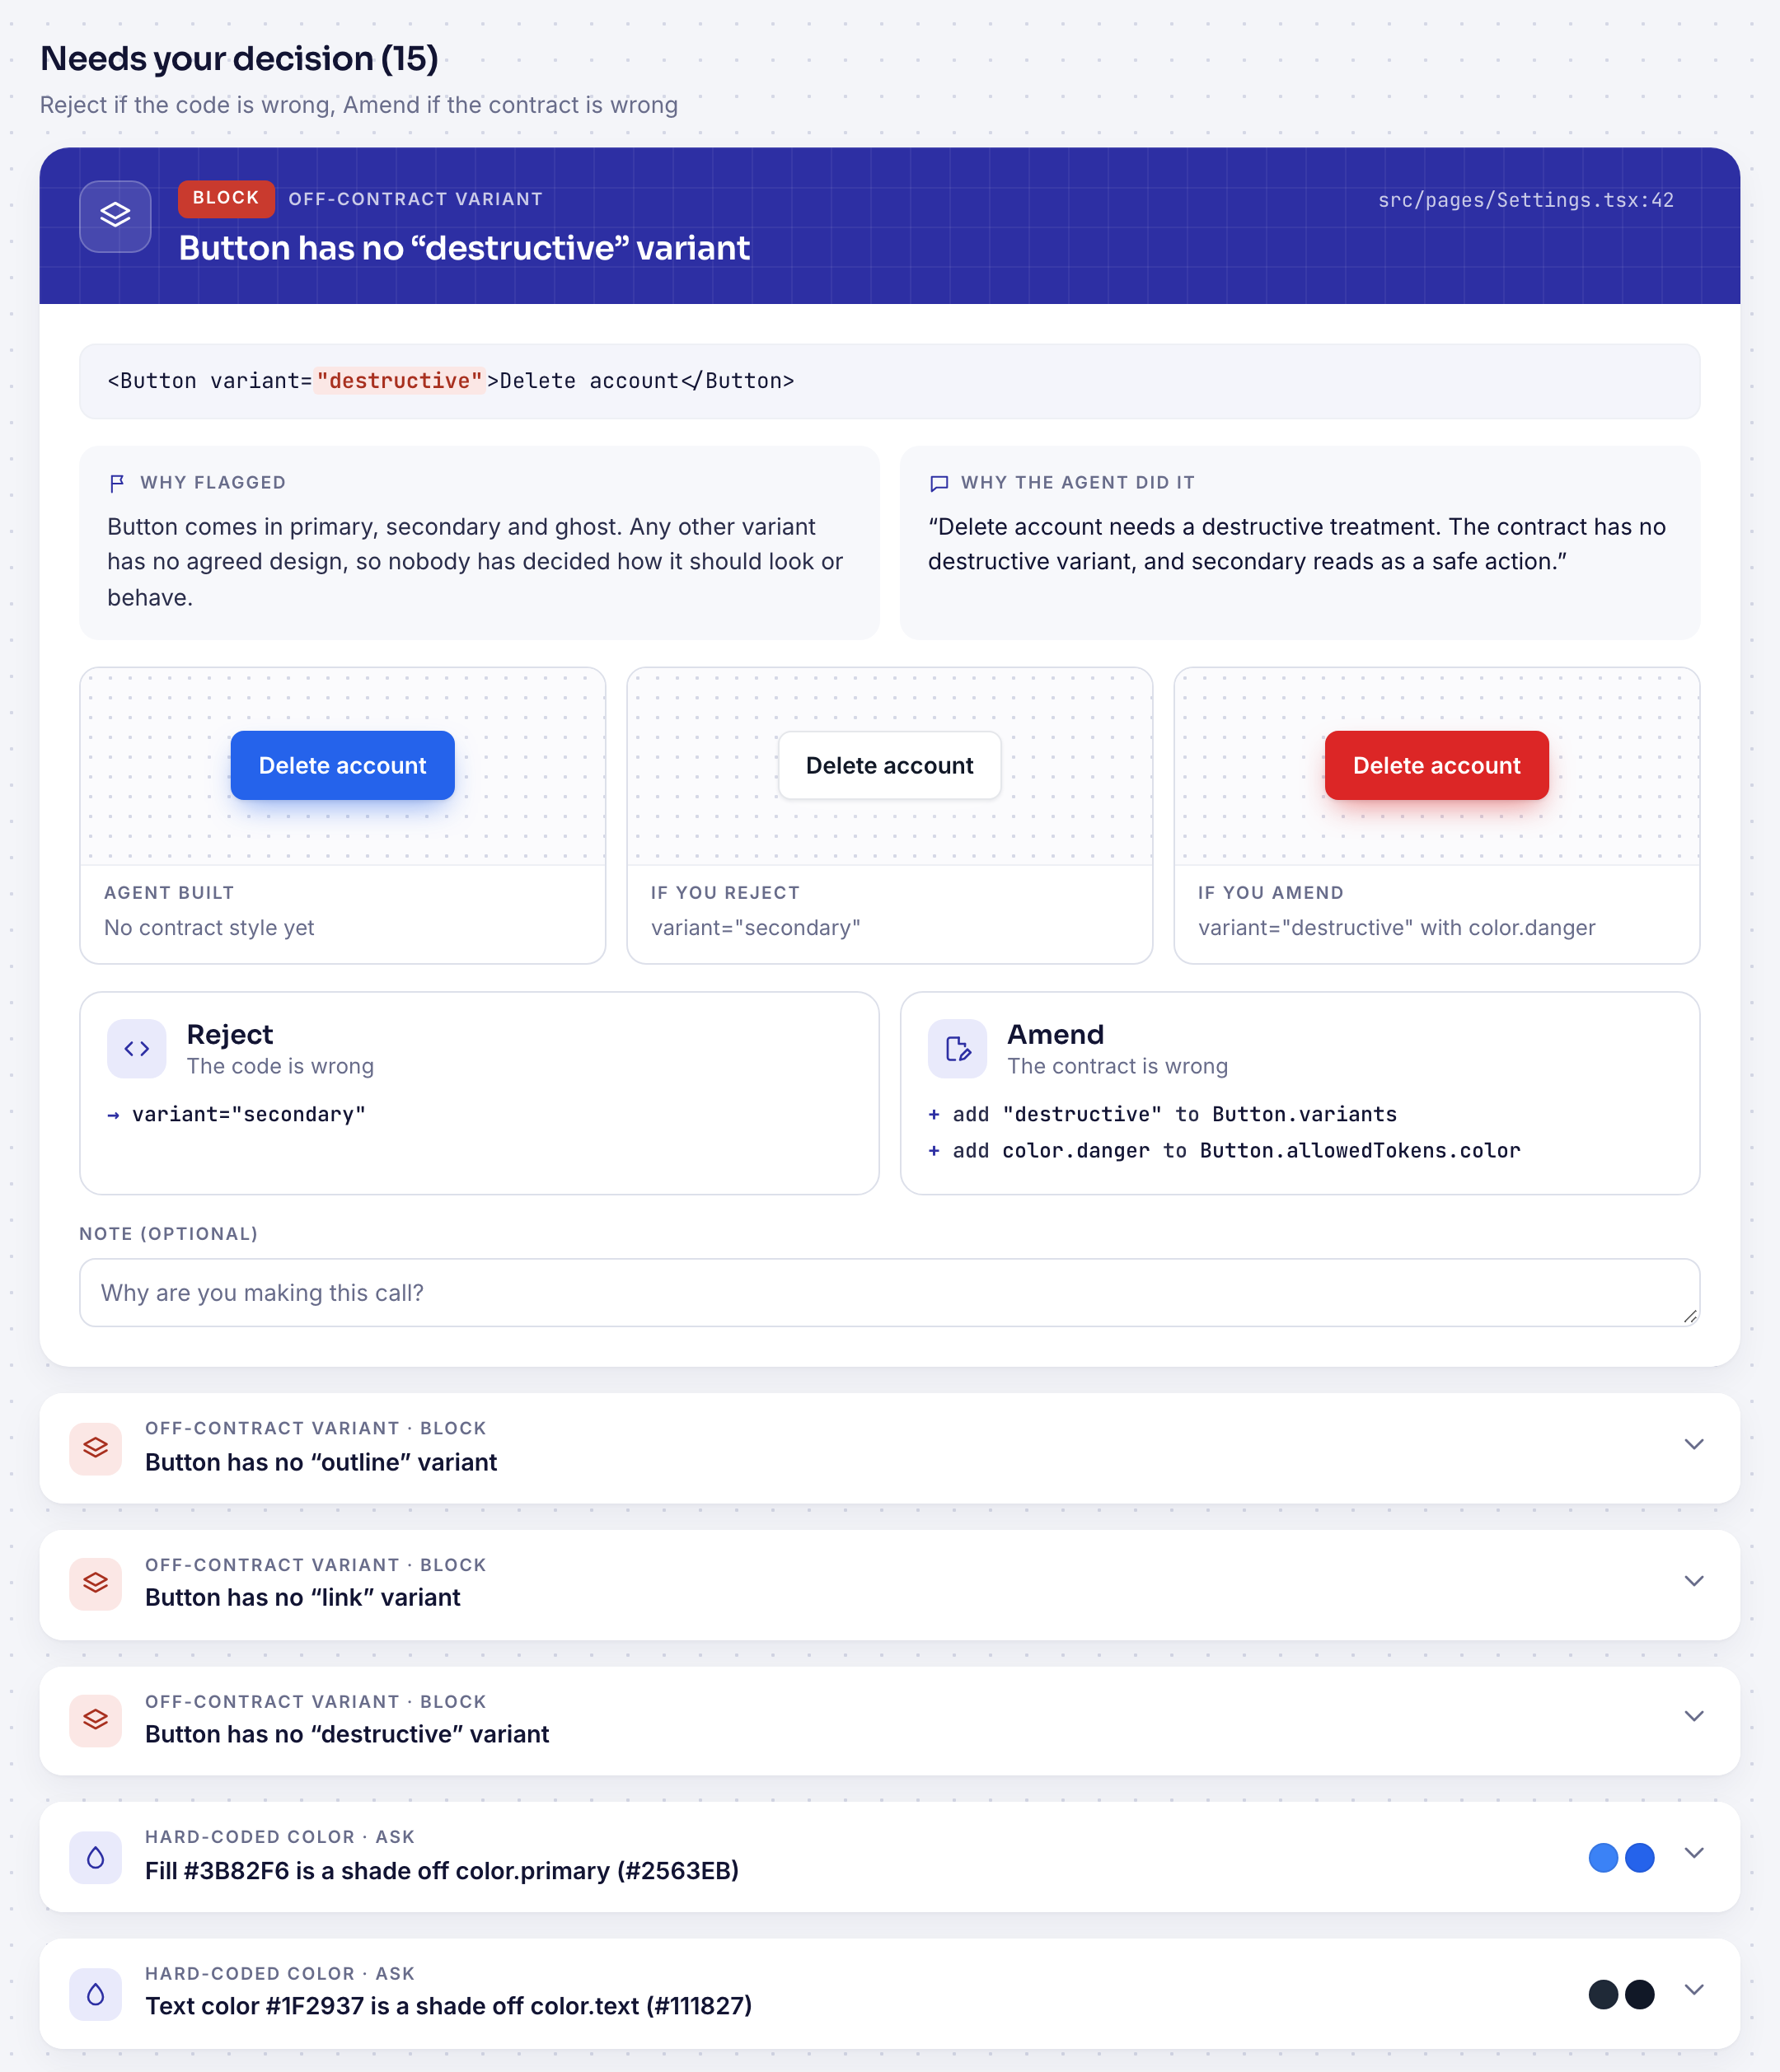 Needs your decision (15)
Reject if the code is wrong, Amend if the contract is wrong
BLOCK OFF-CONTRACT VARIANT
src/pages/Settings.tsx:42
Button has no “destructive” variant
<Button variant="destructive">Delete account</Button>
WHY FLAGGED
Button comes in primary, secondary and ghost. Any other variant
has no agreed design, so nobody has decided how it should look or
behave.
WHY THE AGENT DID IT
“Delete account needs a destructive treatment. The contract has no
destructive variant, and secondary reads as a safe action.”
Delete account
AGENT BUILT
No contract style yet
Delete account
IF YOU REJECT
variant="secondary"
Delete account
IF YOU AMEND
variant="destructive" with color.danger
Reject
The code is wrong
→ variant="secondary"
Amend
The contract is wrong
+ add "destructive" to Button.variants
+ add color.danger to Button.allowedTokens.color
NOTE (OPTIONAL)
Why are you making this call?
OFF-CONTRACT VARIANT · BLOCK
Button has no “outline” variant
OFF-CONTRACT VARIANT · BLOCK
Button has no “link” variant
OFF-CONTRACT VARIANT · BLOCK
Button has no “destructive” variant
HARD-CODED COLOR · ASK
Fill #3B82F6 is a shade off color.primary (#2563EB)
HARD-CODED COLOR · ASK
Text color #1F2937 is a shade off color.text (#111827)